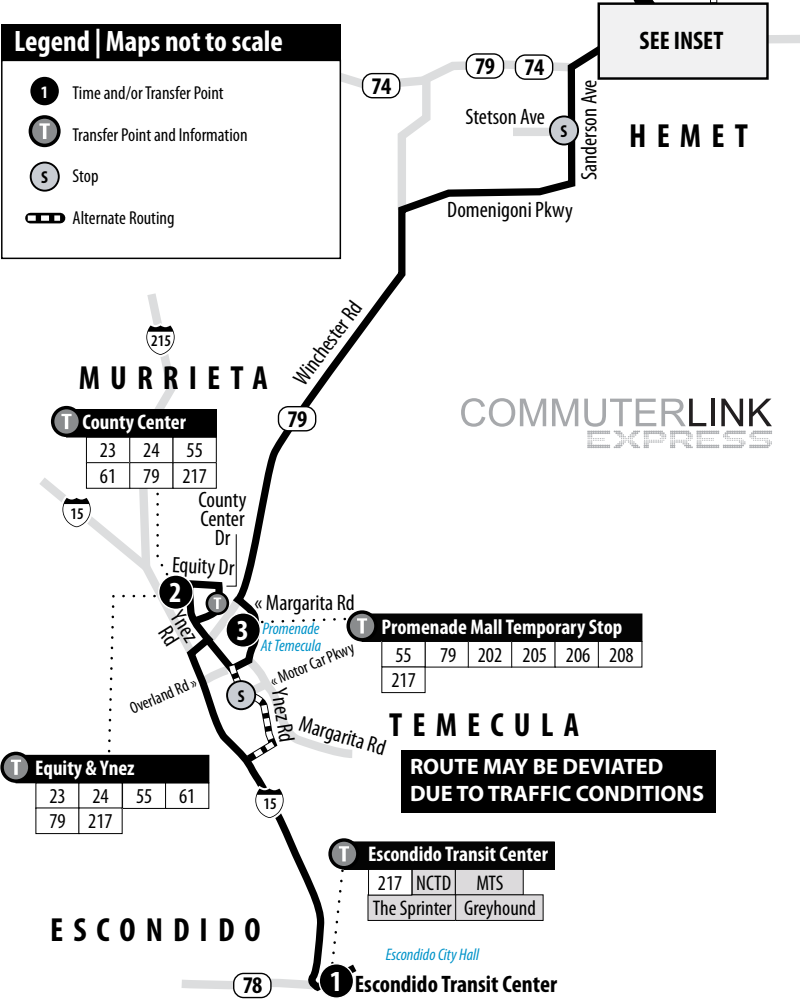 SEE INSET
Legend | Maps not to scale
1 Time and/or Transfer Point
T Transfer Point and Information
S Stop
Alternate Routing
74
79
74
Stetson Ave
S
Sanderson Ave
HEMET
Domenigoni Pkwy
Winchester Rd
215
MURRIETA
79
COMMUTERLINK
EXPRESS
T County Center
23 24 55
61 79 217
15
County
Center
Dr
Equity Dr
2
T
« Margarita Rd
Ynez
Rd
3
Promenade
At Temecula
T Promenade Mall Temporary Stop
55 79 202 205 206 208
217
« Motor Car Pkwy
Overland Rd »
S
Ynez Rd
Margarita Rd
TEMECULA
ROUTE MAY BE DEVIATED
DUE TO TRAFFIC CONDITIONS
T Equity & Ynez
23 24 55 61
79 217
15
T Escondido Transit Center
217 NCTD MTS
The Sprinter Greyhound
ESCONDIDO
Escondido City Hall
78
1 Escondido Transit Center